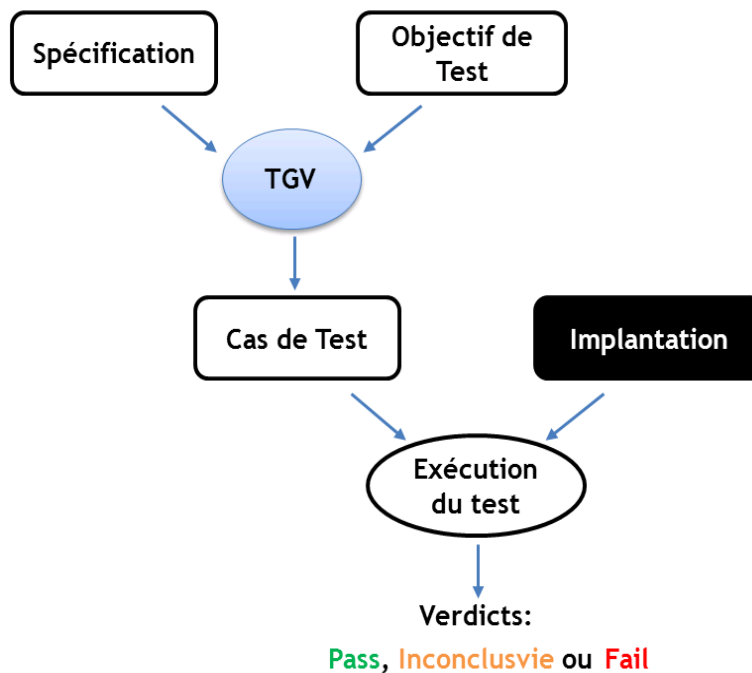 Spécification
Objectif de
Test
TGV
Cas de Test
Implantation
Exécution
du test
Verdicts:
Pass, Inconclusvie ou Fail